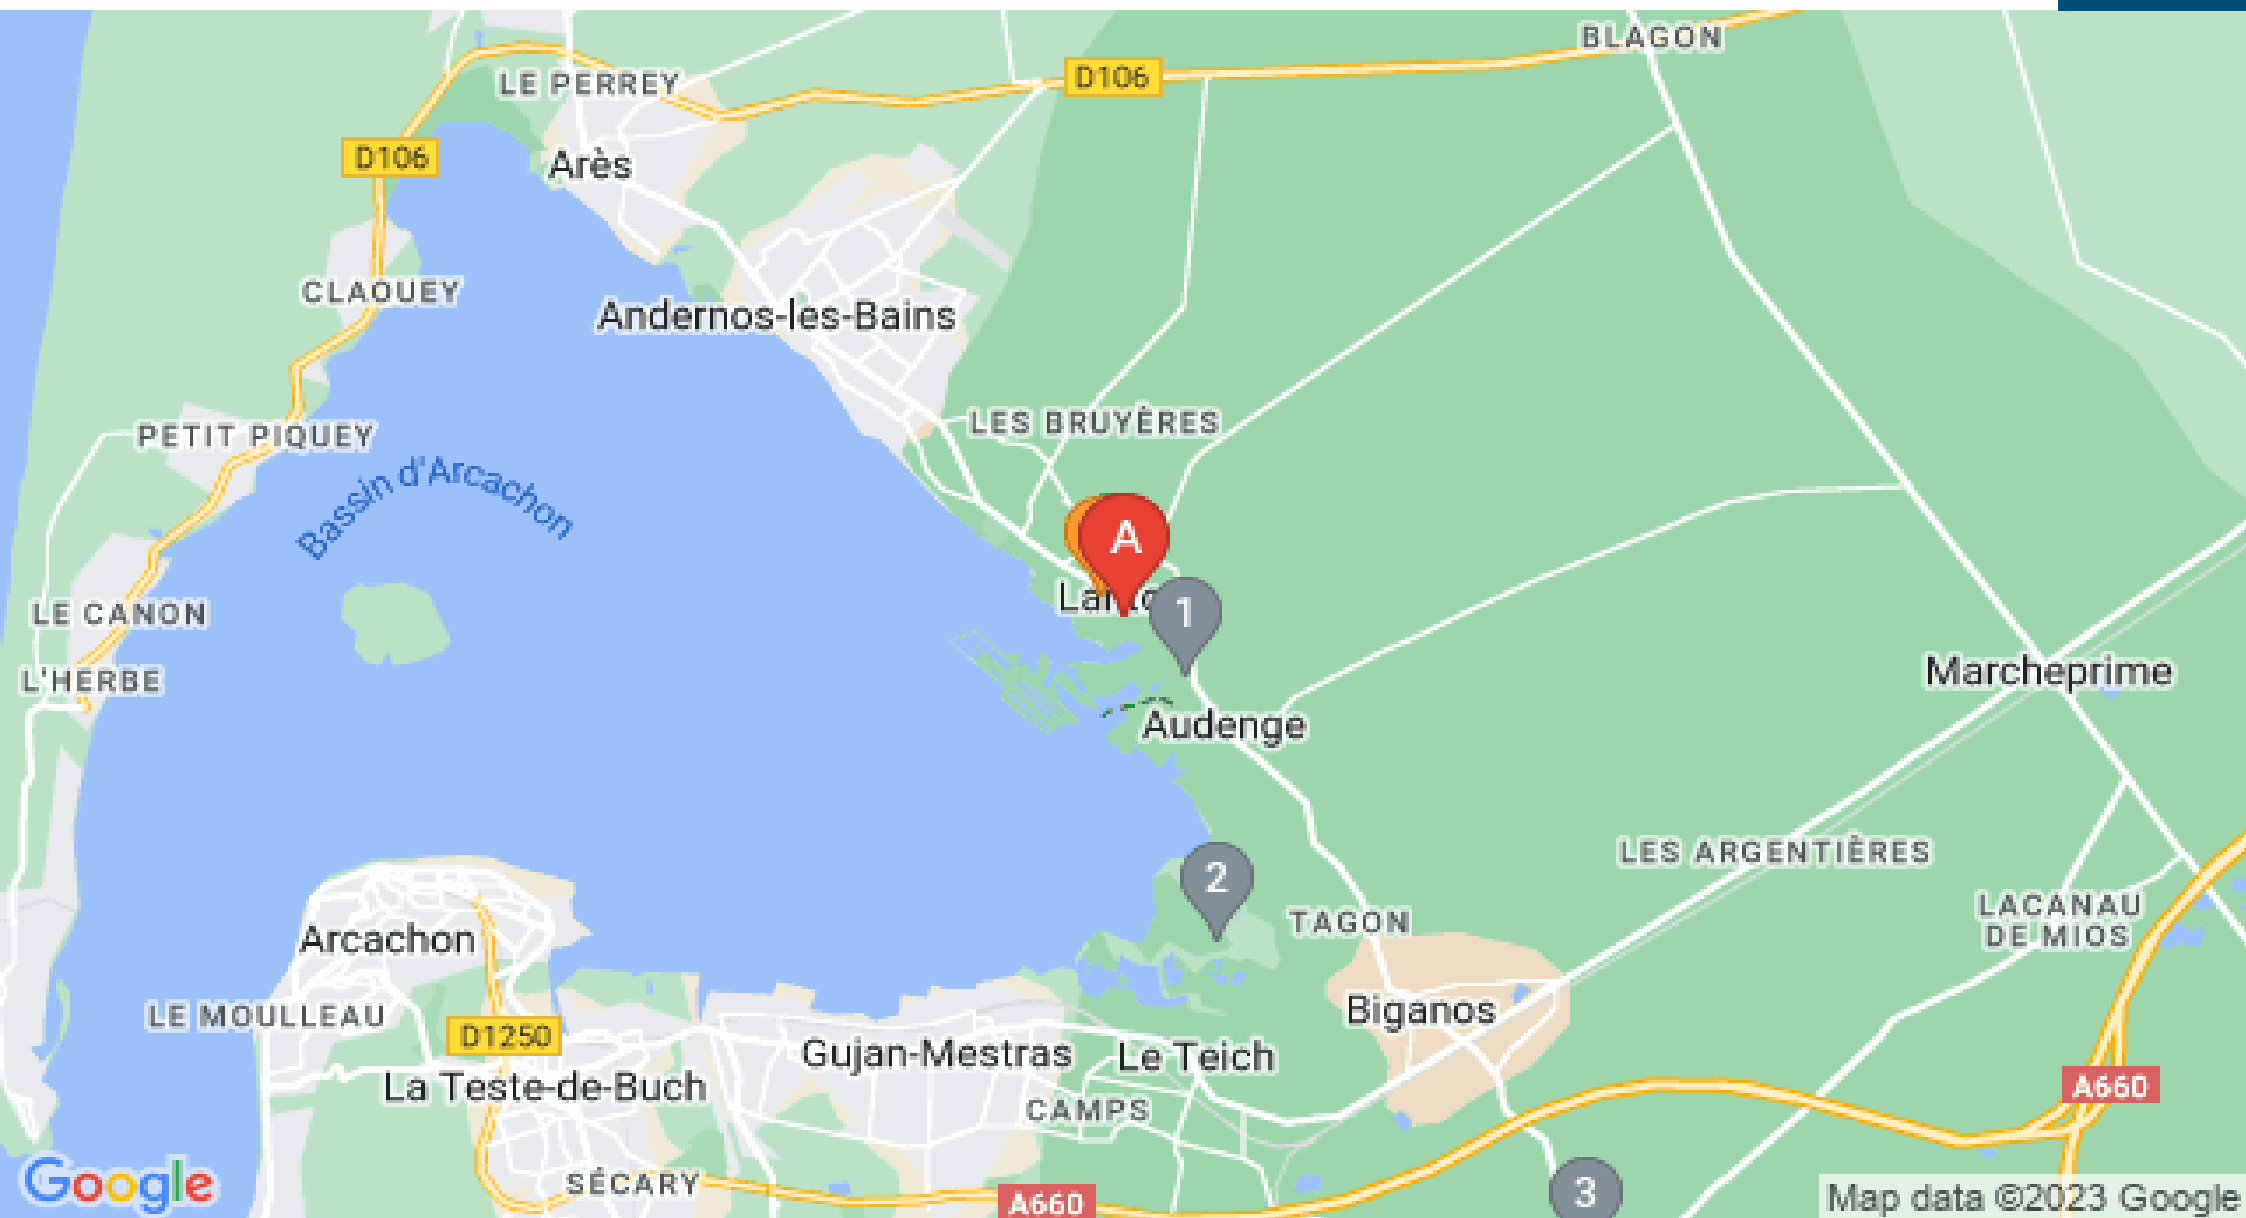 BLAGON
LE PERREY
D106
D106
Arès
CLAOUEY
Andernos-les-Bains
LES BRUYÈRES
PETIT PIQUEY
Bassin d'Arcachon
A
LE CANON
1
L'HERBE
Marcheprime
Audenge
LES ARGENTIÈRES
2
TAGON
LACANAU
DE MIOS
Arcachon
LE MOULLEAU
Biganos
D1250
Gujan-Mestras
Le Teich
La Teste-de-Buch
A660
CAMPS
SÉCARY
Google
A660
3
Map data ©2023 Google